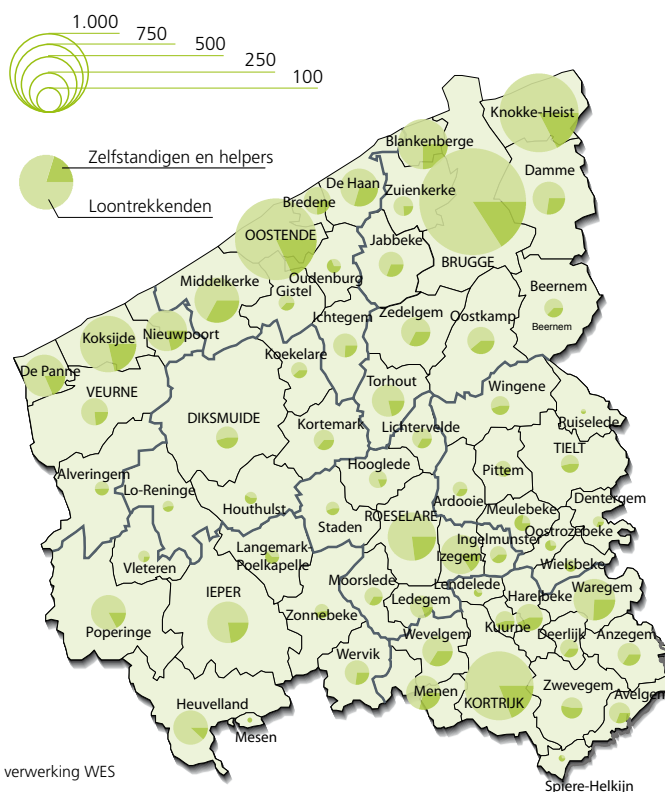 1.000
750
500
250
100
Zelfstandigen en helpers
Loontrekkenden
Knokke-Heist
Blankenberge
De Haan
Zuienkerke
Damme
Bredene
OOSTENDE
Jabbeke
BRUGGE
Oudenburg
Middelkerke
Gistel
Beernem
Beernem
Ichtegem
Zedelgem
Oostkamp
Nieuwpoort
Koksijde
Koekelare
De Panne
Torhout
Wingene
VEURNE
DIKSMUIDE
Kortemark
Lichtervelde
Ruiselede
TIELT
Hooglede
Pittem
Alveringem
Lo-Reninge
Houthulst
Staden
Ardooie
Dentergem
Meulebeke
ROESELARE
Oostrozebeke
Ingelmunster
Izegem
Langemark-
Poelkapelle
Vleteren
Moorslede
Wielsbeke
IEPER
Lendelede
Harelbeke
Waregem
Zonnebeke
Ledegem
Poperinge
Kuurne
Deerlijk
Anzegem
Wevelgem
Wervik
Zwevegem
Menen
Avelgem
KORTRIJK
Heuvelland
Mesen
verwerking WES
Spiere-Helkijn